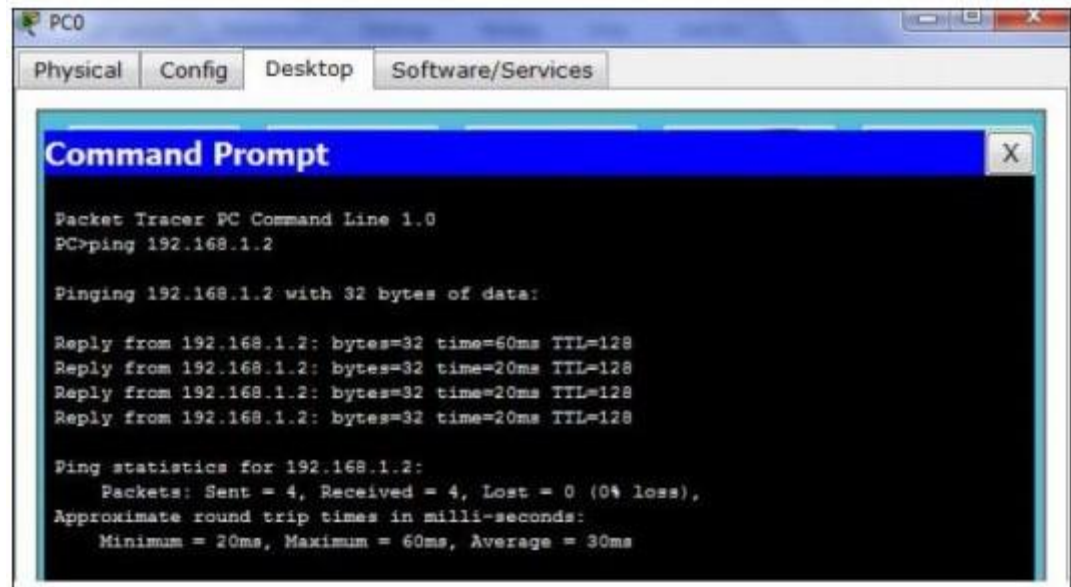 PC0
Physical Config Desktop Software/Services
Command Prompt X
Packet Tracer PC Command Line 1.0
PC>ping 192.168.1.2
Pinging 192.168.1.2 with 32 bytes of data:
Reply from 192.168.1.2: bytes=32 time=60ms TTL=128
Reply from 192.168.1.2: bytes=32 time=20ms TTL=128
Reply from 192.168.1.2: bytes=32 time=20ms TTL=128
Reply from 192.168.1.2: bytes=32 time=20ms TTL=128
Ping statistics for 192.168.1.2:
Packets: Sent = 4, Received = 4, Lost = 0 (0% loss),
Approximate round trip times in milli-seconds:
Minimum = 20ms, Maximum = 60ms, Average = 30ms